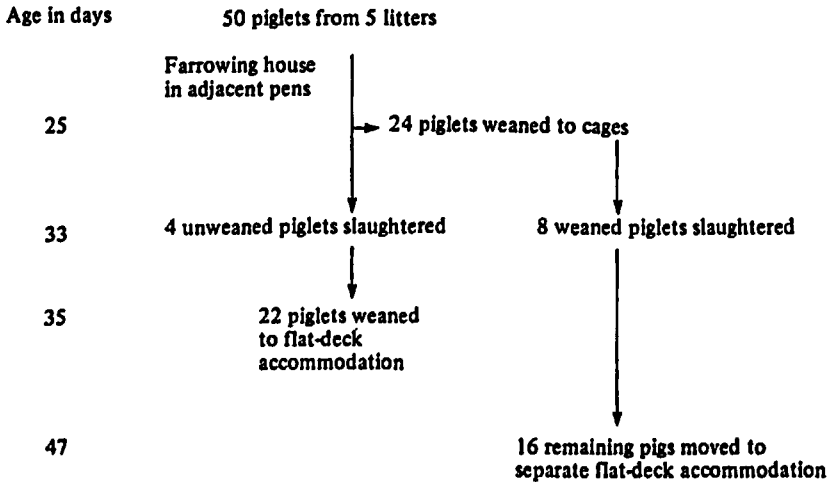 Age in days
50 piglets from 5 litters
Farrowing house
in adjacent pens
25
24 piglets weaned to cages
33
4 unweaned piglets slaughtered
8 weaned piglets slaughtered
35
22 piglets weaned
to flat-deck
accommodation
47
16 remaining pigs moved to
separate flat-deck accommodation